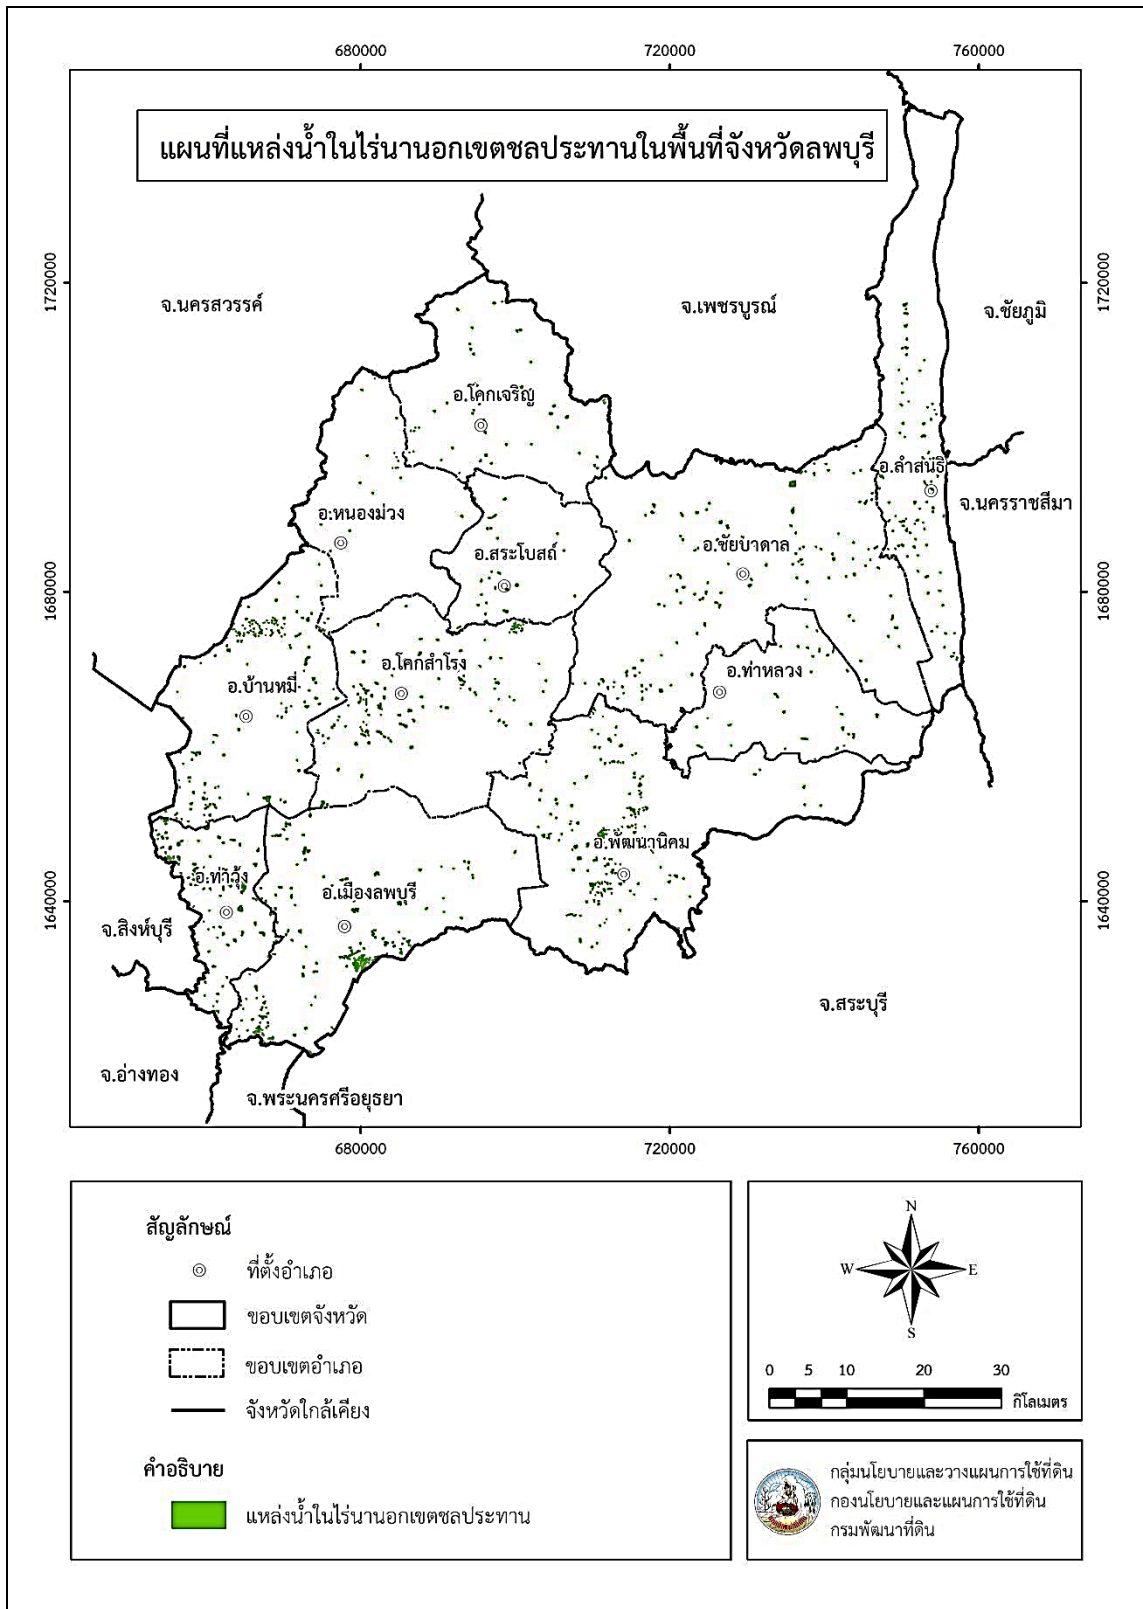 680000
720000
760000
แผนที่แหล่งน้ำในไร่นานอกเขตชลประทานในพื้นที่จังหวัดลพบุรี
1720000
1720000
จ.นครสวรรค์
จ.เพชรบูรณ์
จ.ชัยภูมิ
อ.โคกเจริญ
อ.ลำสนธิ
จ.นครราชสีมา
อ.หนองม่วง
อ.สระโบสถ์
อ.ชัยบาดาล
1680000
1680000
อ.บ้านหมี่
อ.โคกสำโรง
อ.ท่าหลวง
อ.พัฒนานิคม
อ.ท่าวุ้ง
อ.เมืองลพบุรี
1640000
1640000
จ.สิงห์บุรี
จ.สระบุรี
จ.อ่างทอง
จ.พระนครศรีอยุธยา
680000
720000
760000
สัญลักษณ์
ที่ตั้งอำเภอ
ขอบเขตจังหวัด
ขอบเขตอำเภอ
จังหวัดใกล้เคียง
คำอธิบาย
แหล่งน้ำในไร่นานอกเขตชลประทาน
N
W
E
S
0 5 10 20 30
กิโลเมตร
กลุ่มนโยบายและวางแผนการใช้ที่ดิน
กองนโยบายและแผนการใช้ที่ดิน
กรมพัฒนาที่ดิน